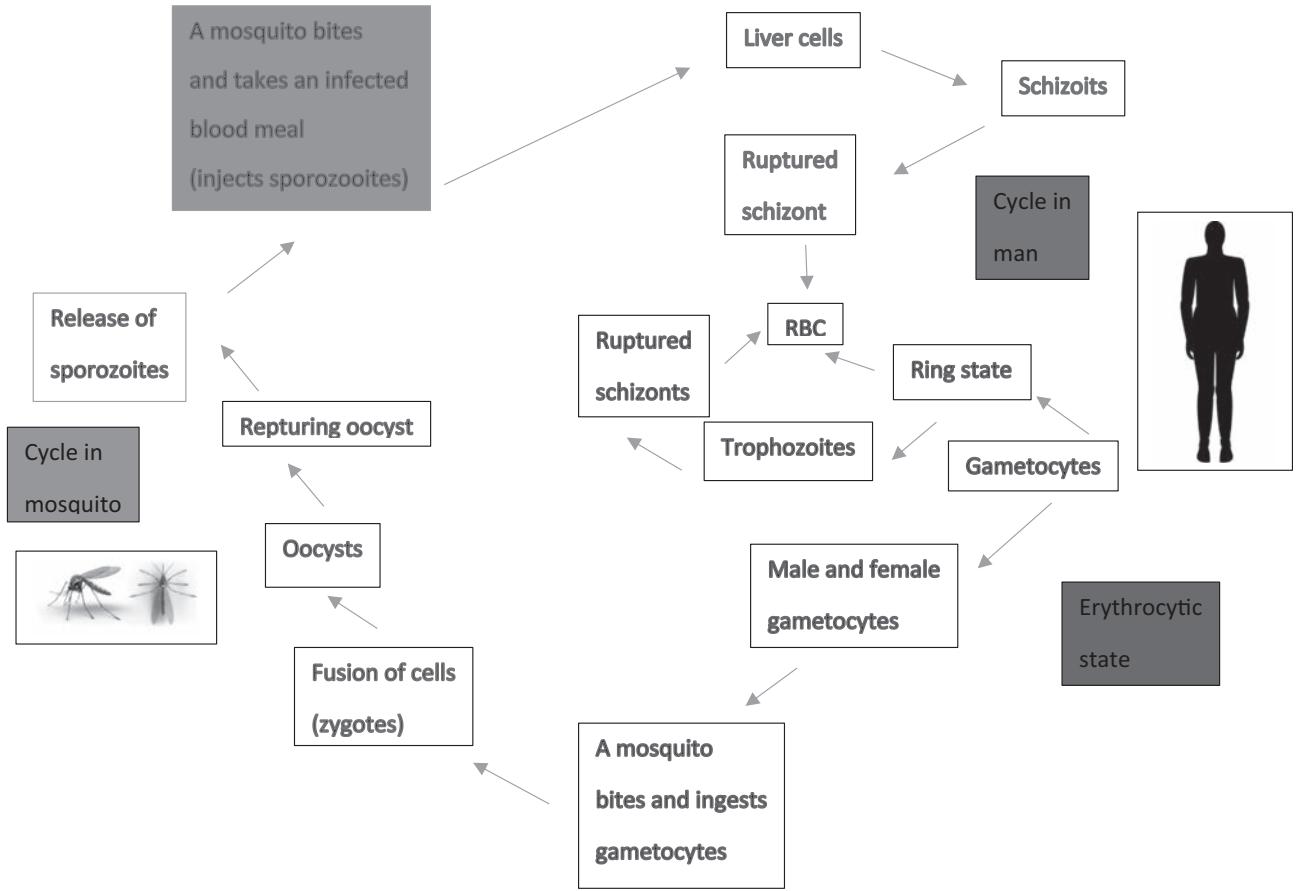 A mosquito bites
and takes an infected
blood meal
(injects sporozooites)
Liver cells
Schizoits
Ruptured
schizont
Cycle in
man
RBC
Ruptured
schizonts
Ring state
Trophozoites
Gametocytes
Male and female
gametocytes
Erythrocytic
state
A mosquito
bites and ingests
gametocytes
Fusion of cells
(zygotes)
Oocysts
Repturing oocyst
Release of
sporozoites
Cycle in
mosquito